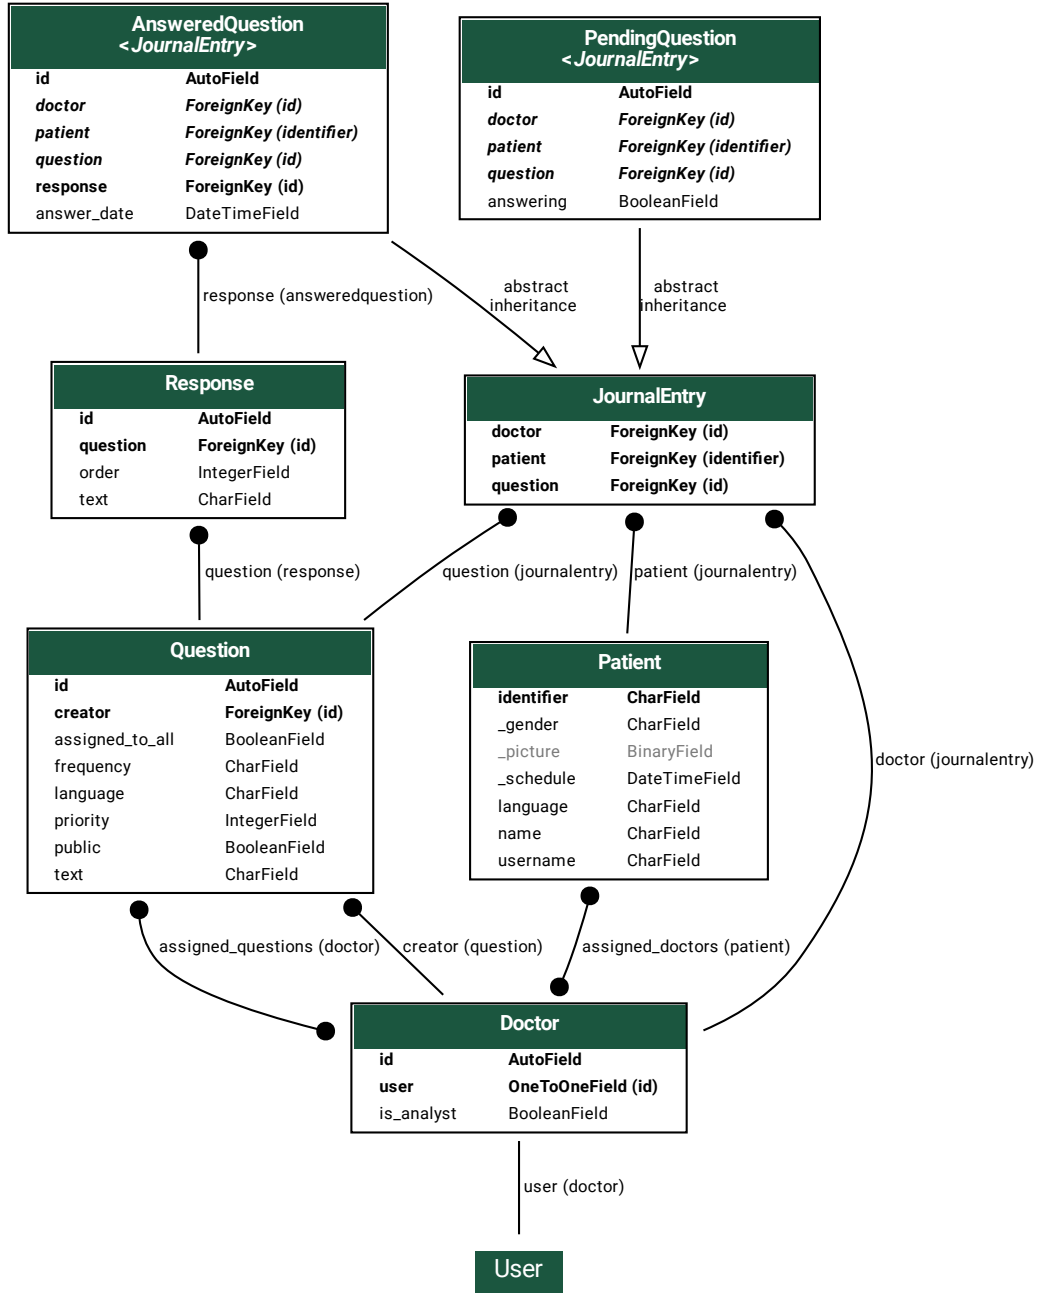 AnsweredQuestion
<JournalEntry>
id AutoField
doctor ForeignKey (id)
patient ForeignKey (identifier)
question ForeignKey (id)
response ForeignKey (id)
answer_date DateTimeField
PendingQuestion
<JournalEntry>
id AutoField
doctor ForeignKey (id)
patient ForeignKey (identifier)
question ForeignKey (id)
answering BooleanField
response (answeredquestion)
abstract
inheritance
abstract
inheritance
Response
id AutoField
question ForeignKey (id)
order IntegerField
text CharField
JournalEntry
doctor ForeignKey (id)
patient ForeignKey (identifier)
question ForeignKey (id)
question (response)
question (journalentry)
patient (journalentry)
Question
id AutoField
creator ForeignKey (id)
assigned_to_all BooleanField
frequency CharField
language CharField
priority IntegerField
public BooleanField
text CharField
Patient
identifier CharField
_gender CharField
_picture BinaryField
_schedule DateTimeField
language CharField
name CharField
username CharField
doctor (journalentry)
assigned_questions (doctor)
creator (question)
assigned_doctors (patient)
Doctor
id AutoField
user OneToOneField (id)
is_analyst BooleanField
user (doctor)
User